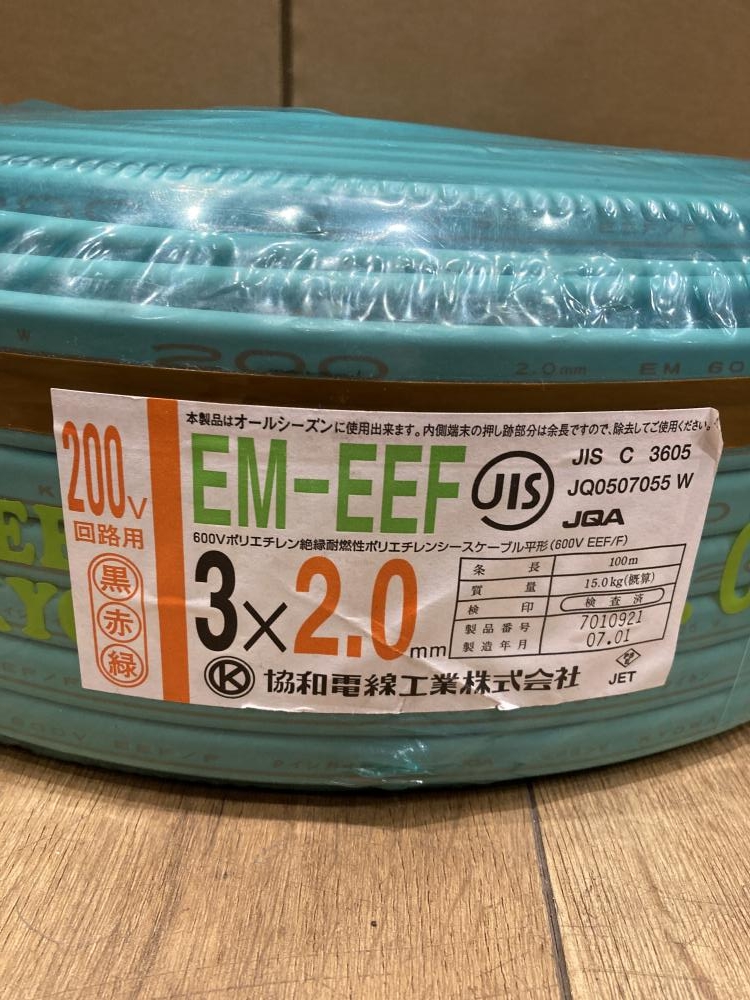 W 200 2.0mm EM 60
本製品はオールシーズンに使用出来ます。内側端末の押し跡部分は余長ですので、除去してご使用ください。
200V
回路用
黒
赤
緑
EM-EEF
JIS
JIS C 3605
JQ0507055 W
JQA
600Vポリエチレン絶縁耐燃性ポリエチレンシースケーブル平形(600V EEF/F)
3×2.0mm
条長 100m
質量 15.0kg(概算)
検印 検査済
製品番号 7010921
製造年月 07.01
K 協和電線工業株式会社
JET